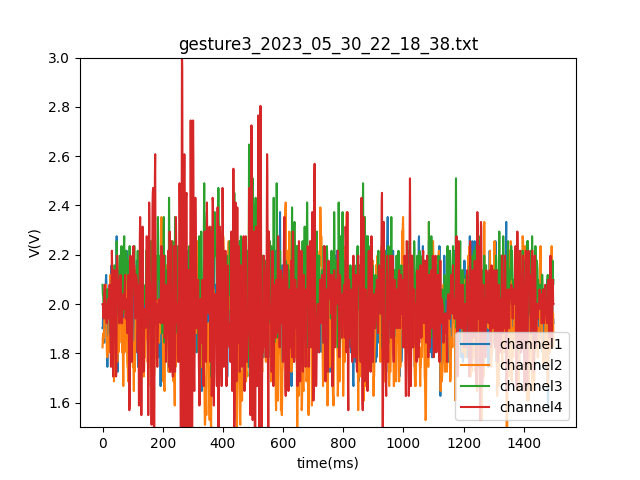 gesture3_2023_05_30_22_18_38.txt
V(V)
3.0
2.8
2.6
2.4
2.2
2.0
1.8
1.6
channel1
channel2
channel3
channel4
0 200 400 600 800 1000 1200 1400
time(ms)